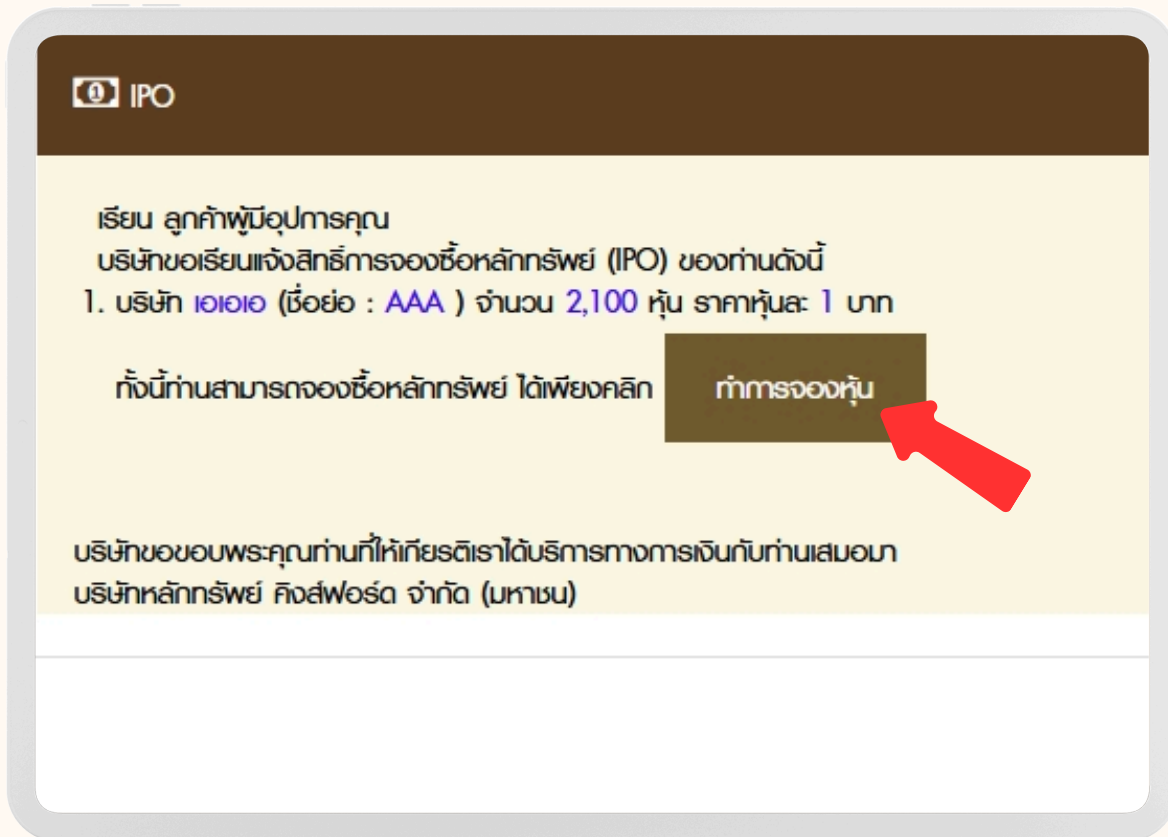 IPO
เรียน ลูกค้าผู้มีอุปการคุณ
บริษัทขอเรียนแจ้งสิทธิ์การจองซื้อหลักทรัพย์ (IPO) ของท่านดังนี้
1. บริษัท เอเอเอ (ชื่อย่อ : AAA ) จำนวน 2,100 หุ้น ราคาหุ้นละ 1 บาท
ทั้งนี้ท่านสามารถจองซื้อหลักทรัพย์ ได้เพียงคลิก ทำการจองหุ้น
บริษัทขอขอบพระคุณท่านที่ให้เกียรติเราได้บริการทางการเงินกับท่านเสมอมา
บริษัทหลักทรัพย์ คิงส์ฟอร์ด จำกัด (มหาชน)